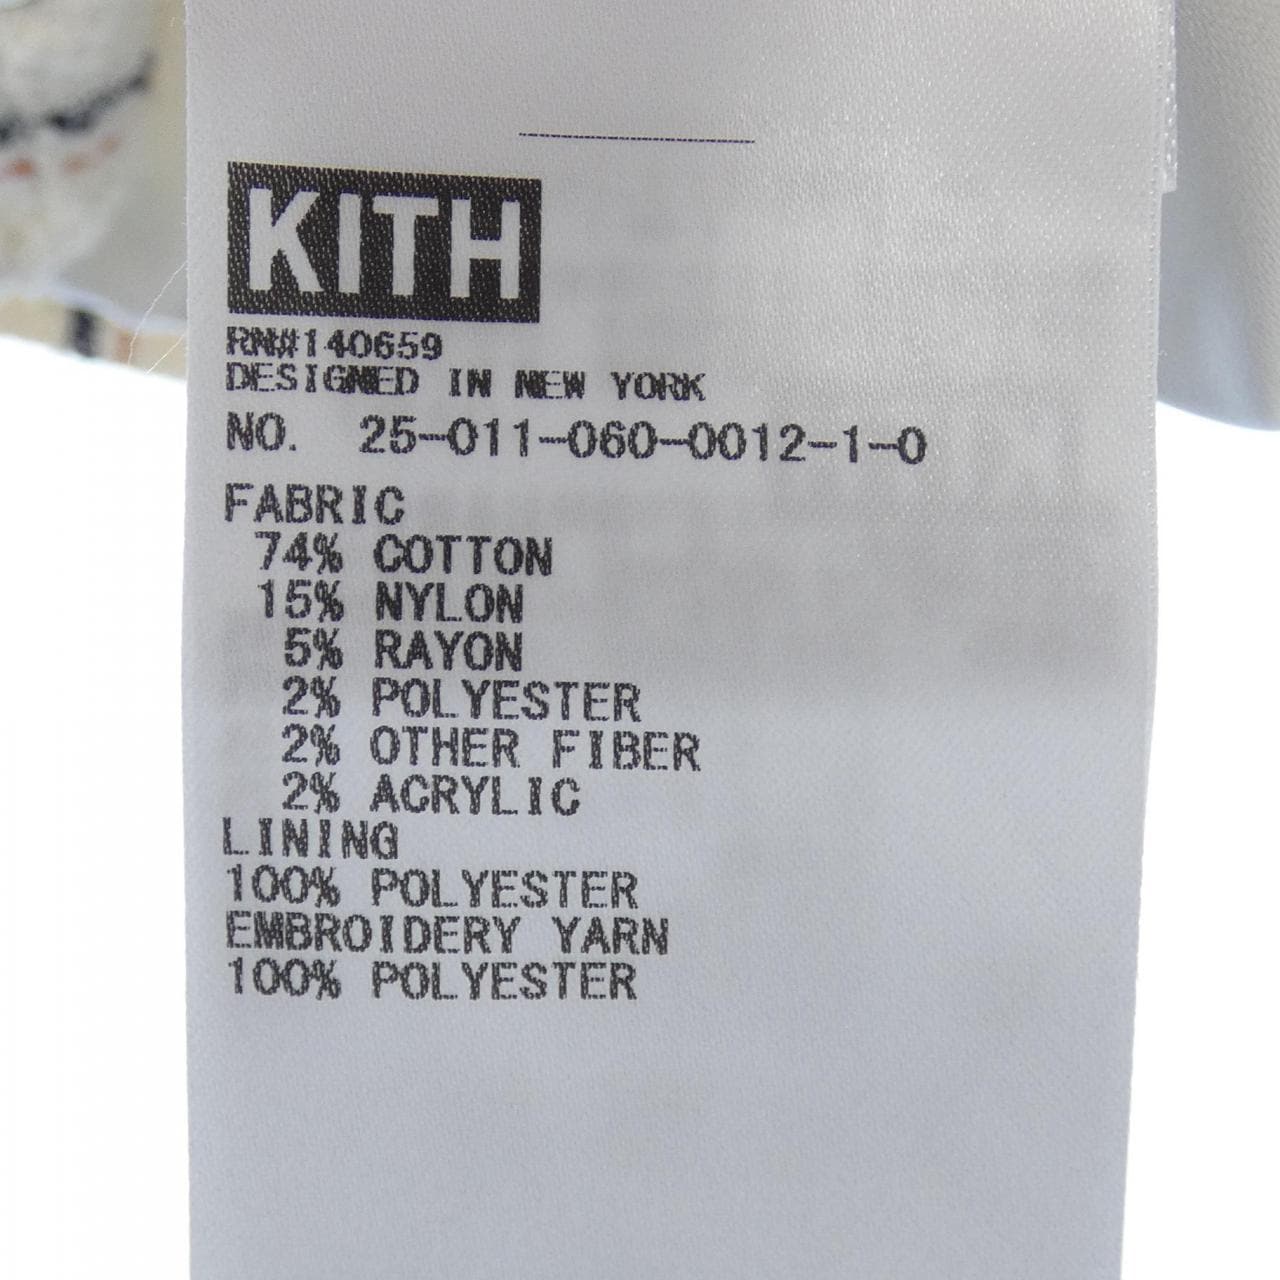 KITH
RN#140659
DESIGNED IN NEW YORK
NO. 25-011-060-0012-1-0
FABRIC
74% COTTON
15% NYLON
5% RAYON
2% POLYESTER
2% OTHER FIBER
2% ACRYLIC
LINING
100% POLYESTER
EMBROIDERY YARN
100% POLYESTER